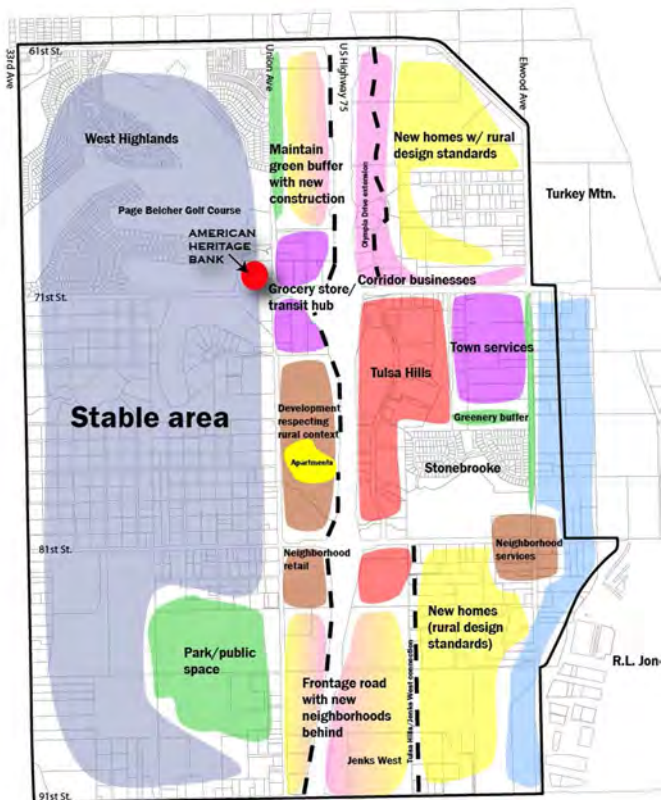 61st St.
33rd Ave
Union Ave
US Highway 75
Elwood Ave
West Highlands
Maintain
green buffer
with new
construction
New homes w/ rural
design standards
Olympia Drive extension
Turkey Mtn.
Page Belcher Golf Course
AMERICAN
HERITAGE
BANK
Corridor businesses
Grocery store/
transit hub
71st St.
Town services
Tulsa Hills
Stable area
Development
respecting
rural context
Greenery buffer
Apartments
Stonebrooke
81st St.
Neighborhood
retail
Neighborhood
services
New homes
(rural design
standards)
Park/public
space
R.L. Jon
Frontage road
with new
neighborhoods
behind
Tulsa Hills/Jenks West connection
Jenks West
91st St.